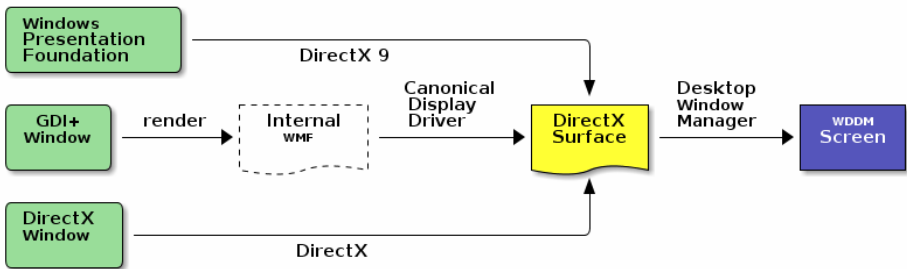 Windows
Presentation
Foundation
DirectX 9
GDI+
Window
render
Internal
WMF
Canonical
Display
Driver
DirectX
Surface
Desktop
Window
Manager
WDDM
Screen
DirectX
Window
DirectX